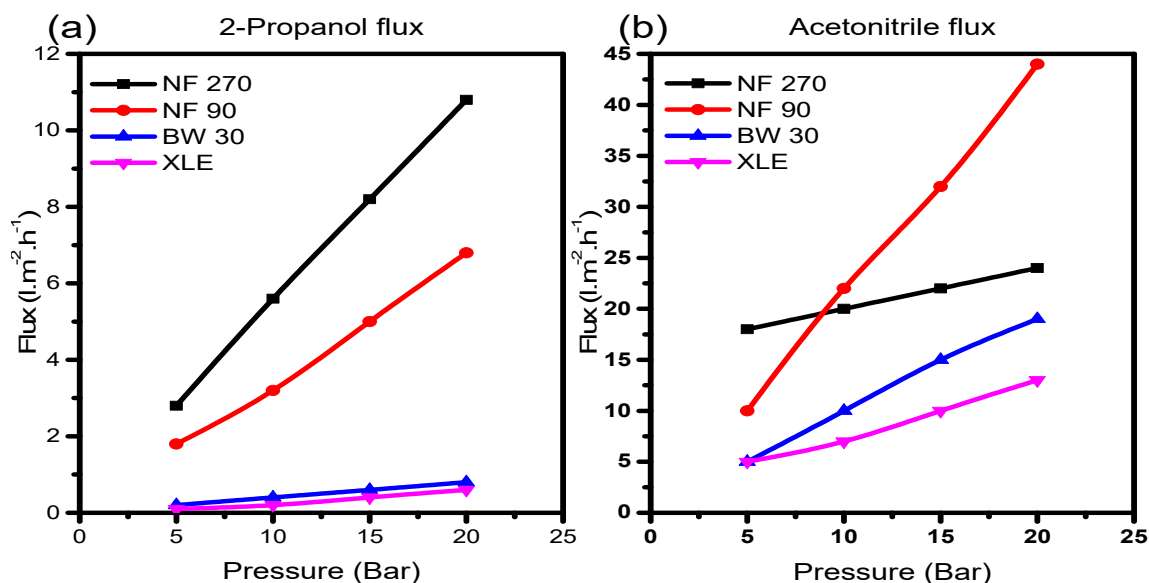 (a)
2-Propanol flux
12
10
8
6
4
2
0
NF 270
NF 90
BW 30
XLE
Flux (l.m⁻².h⁻¹)
0 5 10 15 20 25
Pressure (Bar)
(b)
Acetonitrile flux
45
40
35
30
25
20
15
10
5
0
NF 270
NF 90
BW 30
XLE
Flux (l.m⁻².h⁻¹)
0 5 10 15 20 25
Pressure (Bar)